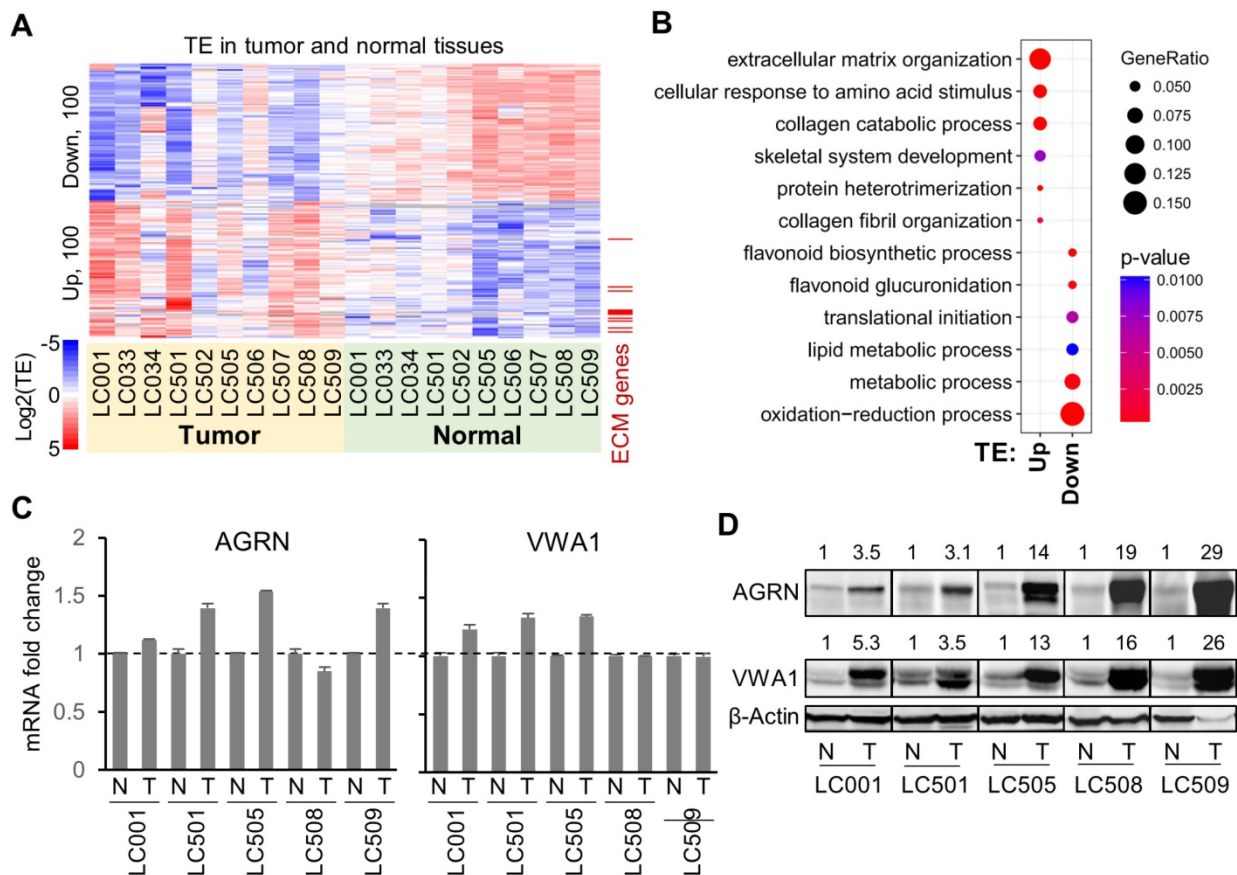 A
TE in tumor and normal tissues
Down, 100
Up, 100
Log2(TE)
-5
0
5
LC001
LC033
LC034
LC501
LC502
LC505
LC506
LC507
LC508
LC509
LC001
LC033
LC034
LC501
LC502
LC505
LC506
LC507
LC508
LC509
Tumor
Normal
ECM genes
B
extracellular matrix organization
cellular response to amino acid stimulus
collagen catabolic process
skeletal system development
protein heterotrimerization
collagen fibril organization
flavonoid biosynthetic process
flavonoid glucuronidation
translational initiation
lipid metabolic process
metabolic process
oxidation−reduction process
TE:
Up
Down
GeneRatio
0.050
0.075
0.100
0.125
0.150
p-value
0.0100
0.0075
0.0050
0.0025
C
mRNA fold change
2
1.5
1
0.5
0
AGRN
VWA1
N T N T N T N T N T
LC001
LC501
LC505
LC508
LC509
N T N T N T N T N T
LC001
LC501
LC505
LC508
LC509
D
1 3.5 1 3.1 1 14 1 19 1 29
AGRN
1 5.3 1 3.5 1 13 1 16 1 26
VWA1
β-Actin
N T N T N T N T N T
LC001 LC501 LC505 LC508 LC509